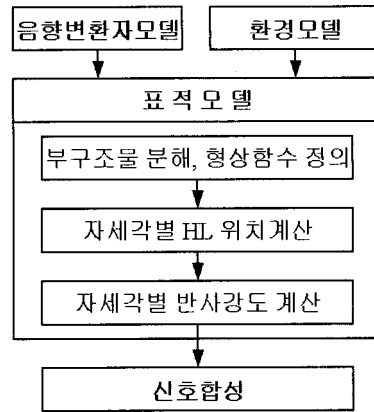 음향변환자모델
환경모델
표적모델
부구조물 분해, 형상함수 정의
자세각별 HL 위치계산
자세각별 반사강도 계산
신호합성